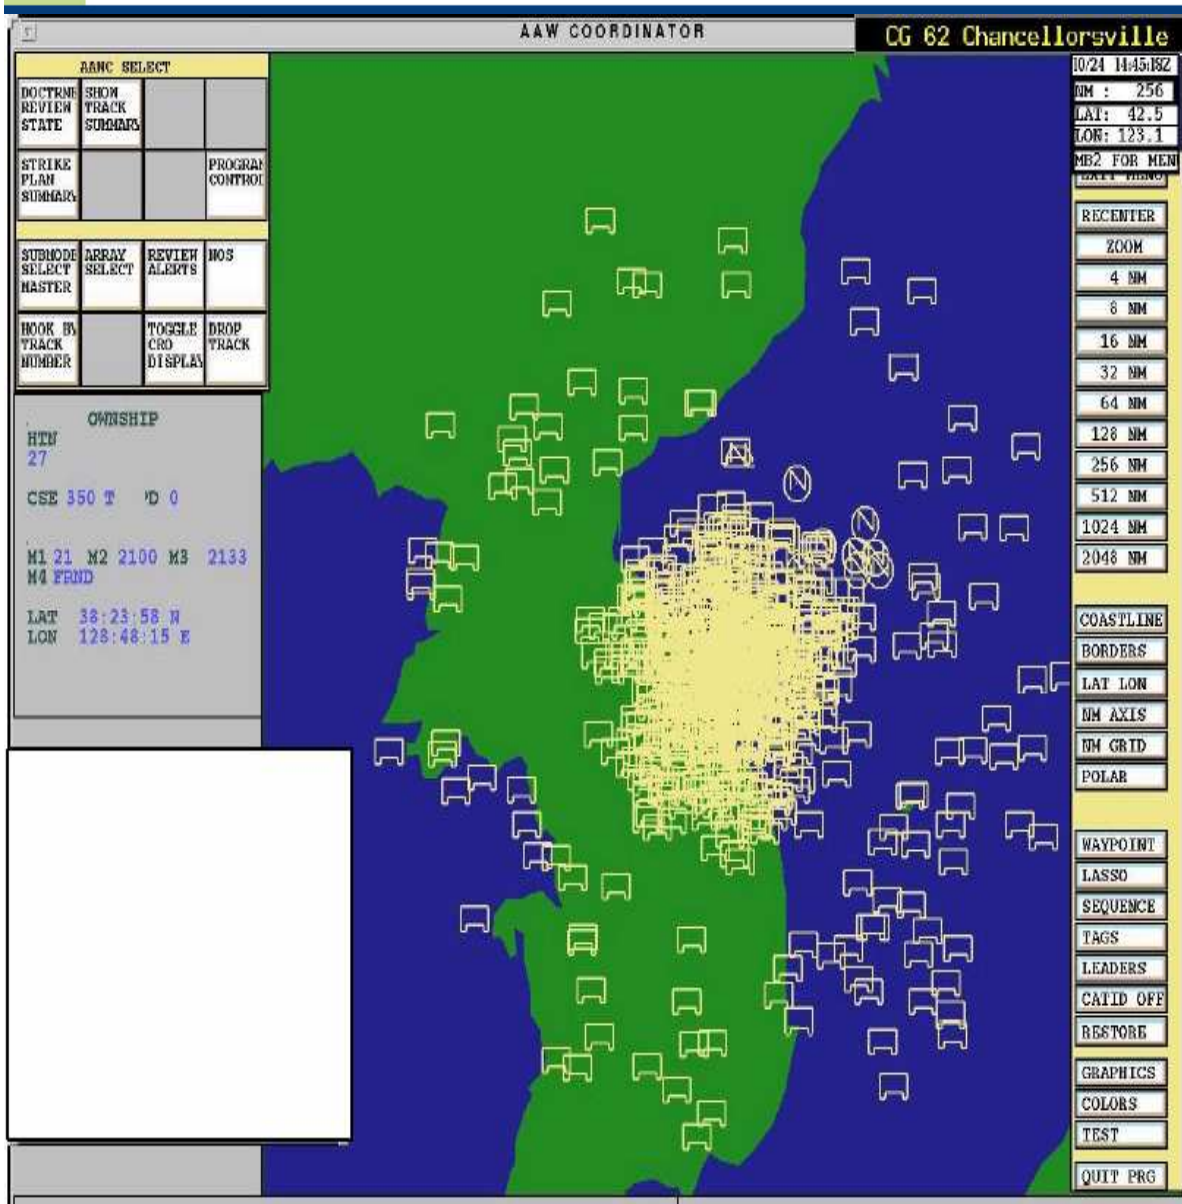 AAW COORDINATOR
CG 62 Chancellorsville
AANC SELECT
DOCTRNE REVIEW STATE
SHOW TRACK SUMMARY
STRIKE PLAN SUMMARY
PROGRAM CONTROL
SUBMODE SELECT MASTER
ARRAY SELECT
REVIEW ALERTS
NOS
HOOK BY TRACK NUMBER
TOGGLE CRO DISPLAY
DROP TRACK
OWNSHIP
HTN
27
CSE 350 T 'D 0
M1 21 M2 2100 M3 2133
M4 FRND
LAT 38:23:58 N
LON 128:48:15 E
10/24 14:45:18Z
NM : 256
LAT: 42.5
LON: 123.1
MB2 FOR MENU
EXIT MENU
RECENTER
ZOOM
4 NM
8 NM
16 NM
32 NM
64 NM
128 NM
256 NM
512 NM
1024 NM
2048 NM
COASTLINE
BORDERS
LAT LON
NM AXIS
NM GRID
POLAR
WAYPOINT
LASSO
SEQUENCE
TAGS
LEADERS
CATID OFF
RESTORE
GRAPHICS
COLORS
TEST
QUIT PRG